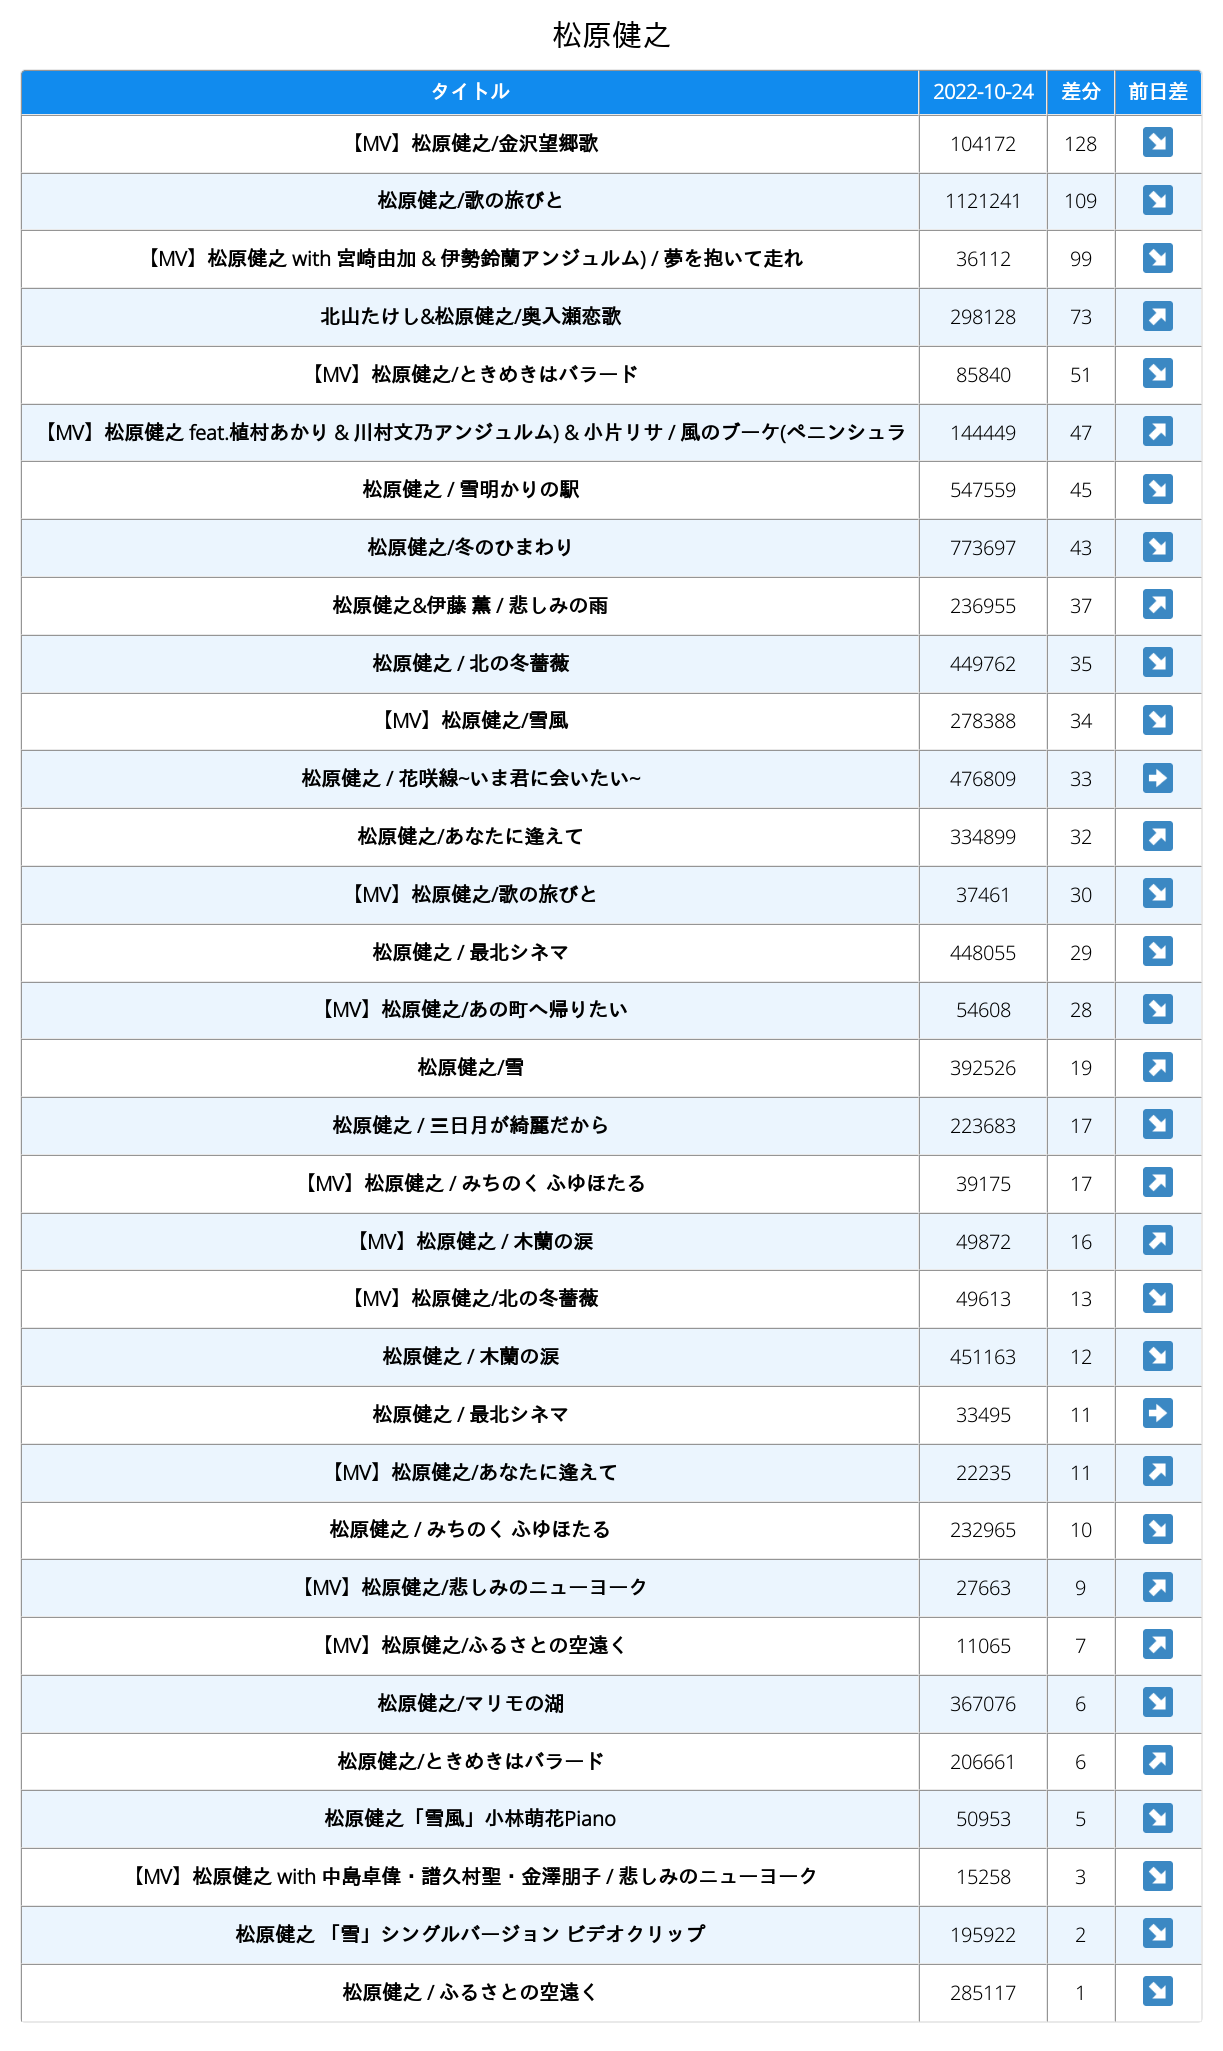 松原健之
タイトル 2022-10-24 差分 前日差
【MV】松原健之/金沢望郷歌 104172 128 ↘
松原健之/歌の旅びと 1121241 109 ↘
【MV】松原健之 with 宮崎由加 & 伊勢鈴蘭アンジュルム) / 夢を抱いて走れ 36112 99 ↘
北山たけし&松原健之/奥入瀬恋歌 298128 73 ↗
【MV】松原健之/ときめきはバラード 85840 51 ↘
【MV】松原健之 feat.植村あかり & 川村文乃アンジュルム) & 小片リサ / 風のブーケ(ペニンシュラ 144449 47 ↗
松原健之 / 雪明かりの駅 547559 45 ↘
松原健之/冬のひまわり 773697 43 ↘
松原健之&伊藤 薫 / 悲しみの雨 236955 37 ↗
松原健之 / 北の冬薔薇 449762 35 ↘
【MV】松原健之/雪風 278388 34 ↘
松原健之 / 花咲線~いま君に会いたい~ 476809 33 ➡
松原健之/あなたに逢えて 334899 32 ↗
【MV】松原健之/歌の旅びと 37461 30 ↘
松原健之 / 最北シネマ 448055 29 ↘
【MV】松原健之/あの町へ帰りたい 54608 28 ↘
松原健之/雪 392526 19 ↗
松原健之 / 三日月が綺麗だから 223683 17 ↘
【MV】松原健之 / みちのく ふゆほたる 39175 17 ↗
【MV】松原健之 / 木蘭の涙 49872 16 ↗
【MV】松原健之/北の冬薔薇 49613 13 ↘
松原健之 / 木蘭の涙 451163 12 ↘
松原健之 / 最北シネマ 33495 11 ➡
【MV】松原健之/あなたに逢えて 22235 11 ↗
松原健之 / みちのく ふゆほたる 232965 10 ↘
【MV】松原健之/悲しみのニューヨーク 27663 9 ↗
【MV】松原健之/ふるさとの空遠く 11065 7 ↗
松原健之/マリモの湖 367076 6 ↘
松原健之/ときめきはバラード 206661 6 ↗
松原健之「雪風」小林萌花Piano 50953 5 ↘
【MV】松原健之 with 中島卓偉・譜久村聖・金澤朋子 / 悲しみのニューヨーク 15258 3 ↘
松原健之 「雪」シングルバージョン ビデオクリップ 195922 2 ↘
松原健之 / ふるさとの空遠く 285117 1 ↘